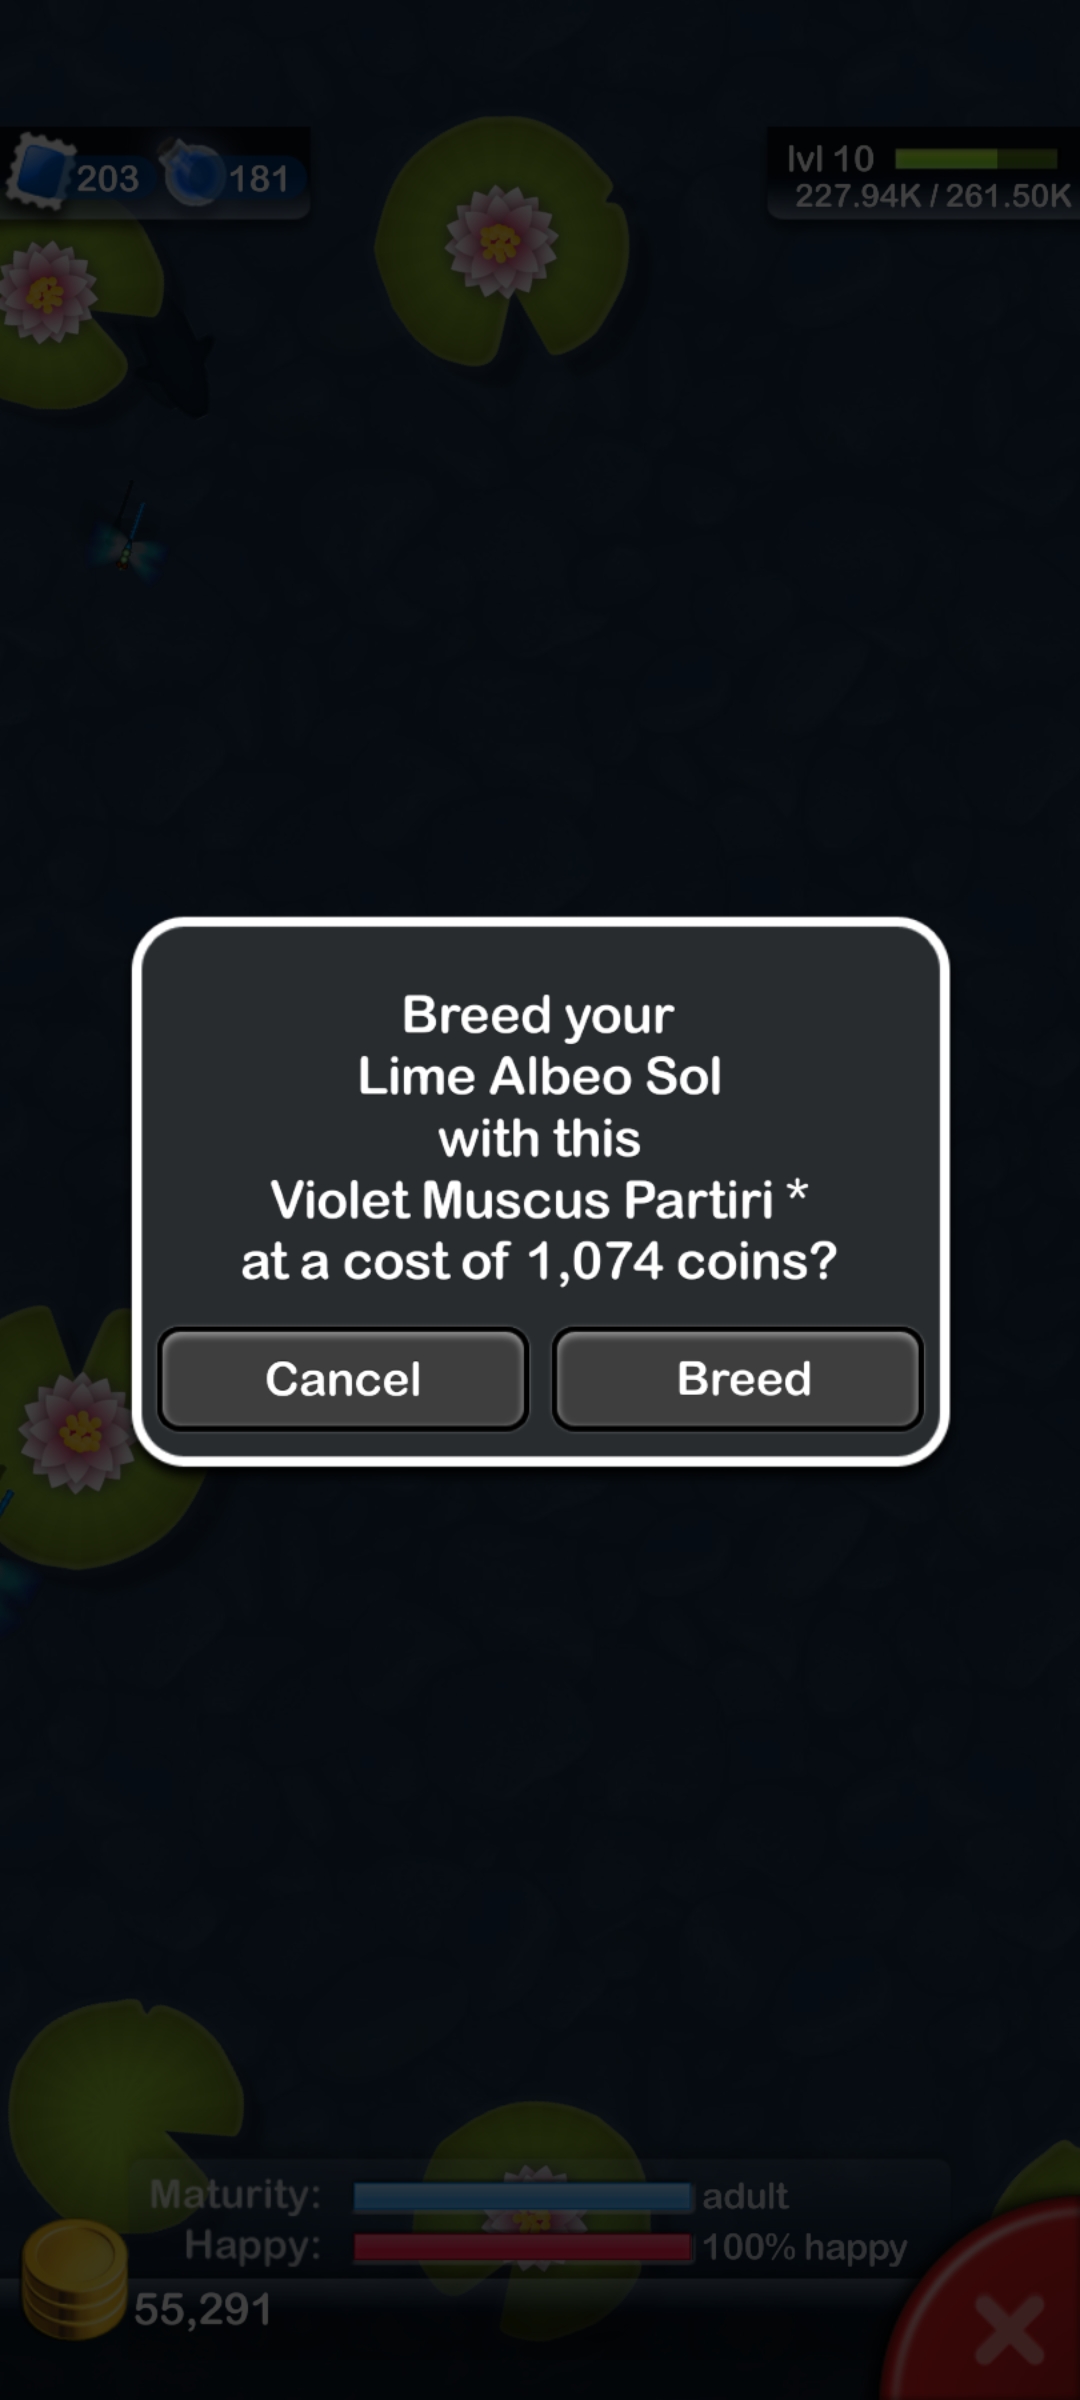 203
181
lvl 10
227.94K / 261.50K
Breed your
Lime Albeo Sol
with this
Violet Muscus Partiri *
at a cost of 1,074 coins?
Cancel
Breed
Maturity: adult
Happy: 100% happy
55,291